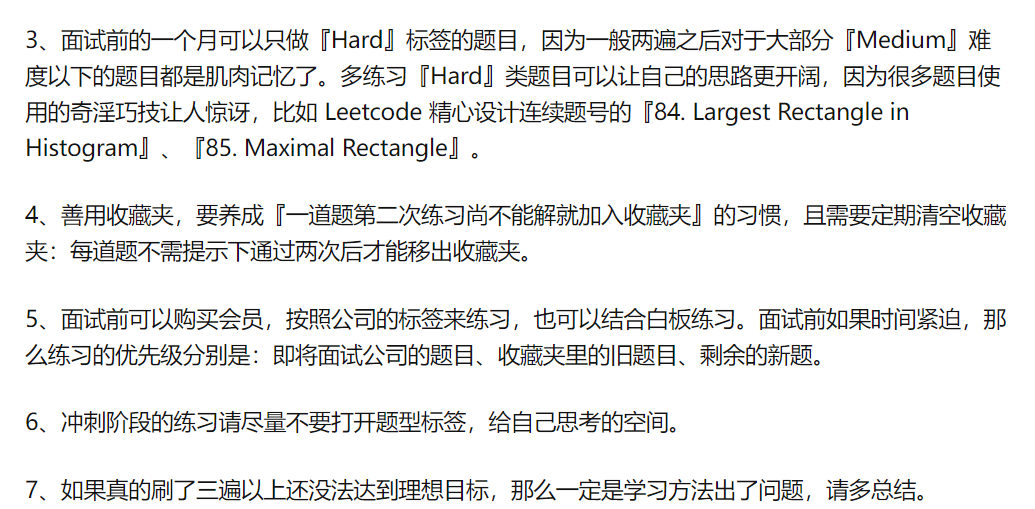 3、面试前的一个月可以只做『Hard』标签的题目，因为一般两遍之后对于大部分『Medium』难
度以下的题目都是肌肉记忆了。多练习『Hard』类题目可以让自己的思路更开阔，因为很多题目使
用的奇淫巧技让人惊讶，比如 Leetcode 精心设计连续题号的『84. Largest Rectangle in
Histogram』、『85. Maximal Rectangle』。
4、善用收藏夹，要养成『一道题第二次练习尚不能解就加入收藏夹』的习惯，且需要定期清空收藏
夹：每道题不需提示下通过两次后才能移出收藏夹。
5、面试前可以购买会员，按照公司的标签来练习，也可以结合白板练习。面试前如果时间紧迫，那
么练习的优先级分别是：即将面试公司的题目、收藏夹里的旧题目、剩余的新题。
6、冲刺阶段的练习请尽量不要打开题型标签，给自己思考的空间。
7、如果真的刷了三遍以上还没法达到理想目标，那么一定是学习方法出了问题，请多总结。